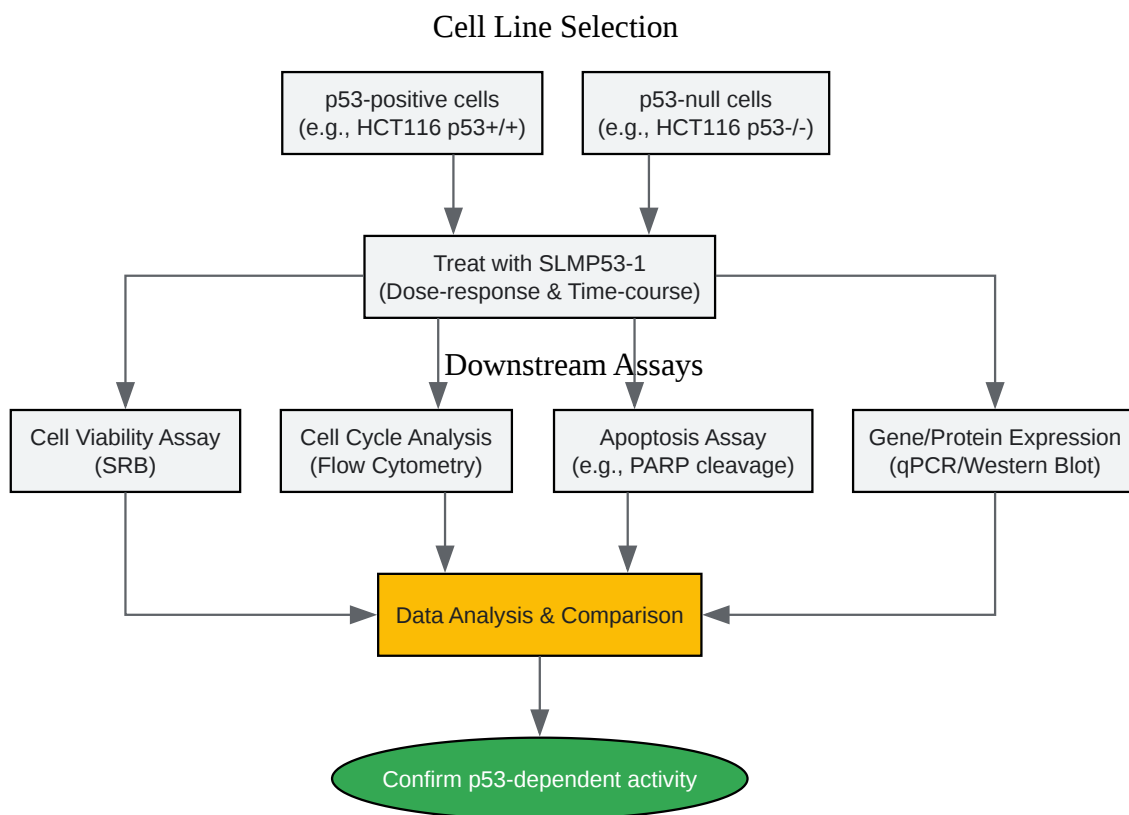 Cell Line Selection
p53-positive cells
(e.g., HCT116 p53+/+)
p53-null cells
(e.g., HCT116 p53-/-)
Treat with SLMP53-1
(Dose-response & Time-course)
Downstream Assays
Cell Viability Assay
(SRB)
Cell Cycle Analysis
(Flow Cytometry)
Apoptosis Assay
(e.g., PARP cleavage)
Gene/Protein Expression
(qPCR/Western Blot)
Data Analysis & Comparison
Confirm p53-dependent activity